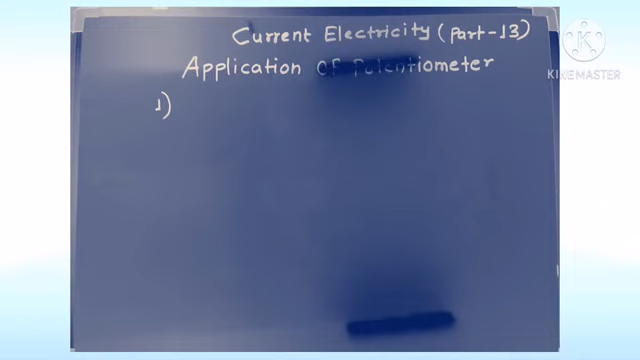 Current Electricity (Part-13)
Application Of Potentiometer
1)
K
KINEMASTER